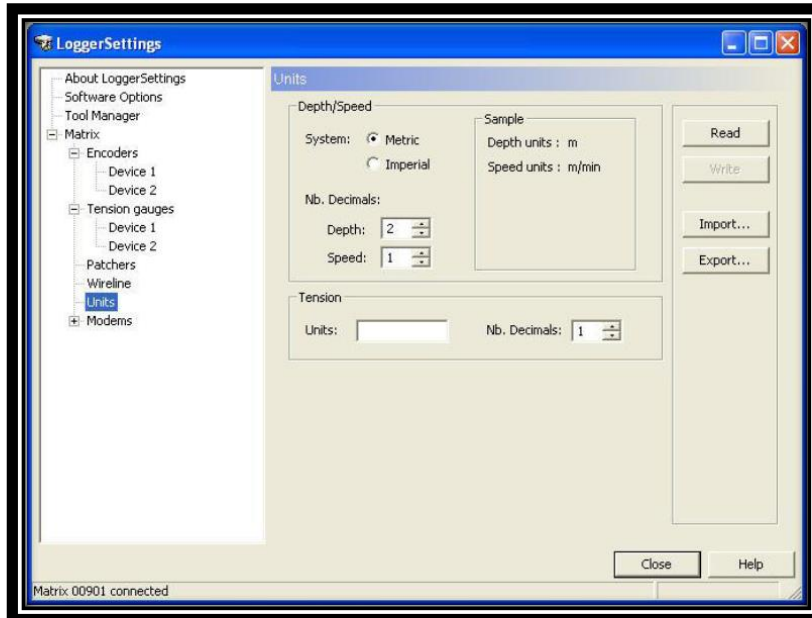 LoggerSettings
About LoggerSettings
Software Options
Tool Manager
Matrix
Encoders
Device 1
Device 2
Tension gauges
Device 1
Device 2
Patchers
Wireline
Units
Modems
Units
Depth/Speed
System: Metric
Imperial
Nb. Decimals:
Depth: 2
Speed: 1
Sample
Depth units : m
Speed units : m/min
Tension
Units:
Nb. Decimals: 1
Read
Write
Import...
Export...
Close
Help
Matrix 00901 connected